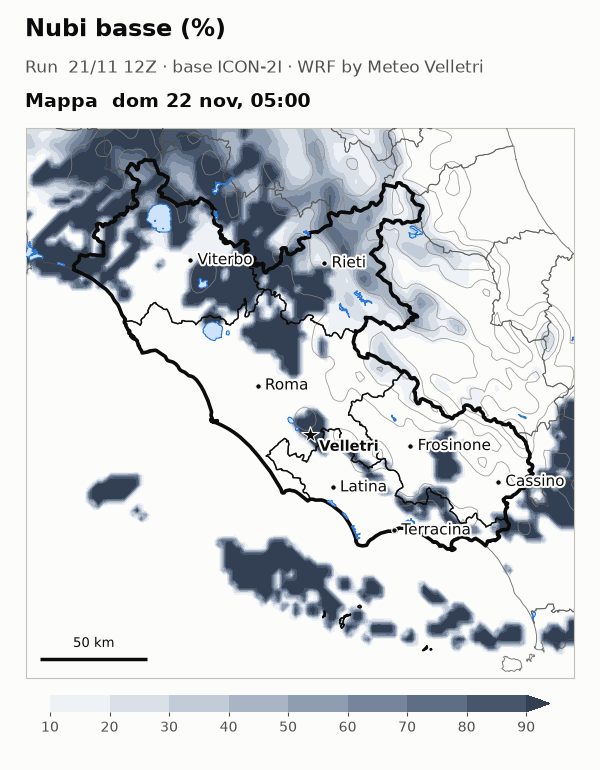 Nubi basse (%)
Run 21/11 12Z · base ICON-2I · WRF by Meteo Velletri
Mappa dom 22 nov, 05:00
Viterbo
Rieti
Roma
Velletri
Frosinone
Latina
Cassino
Terracina
50 km
10 20 30 40 50 60 70 80 90